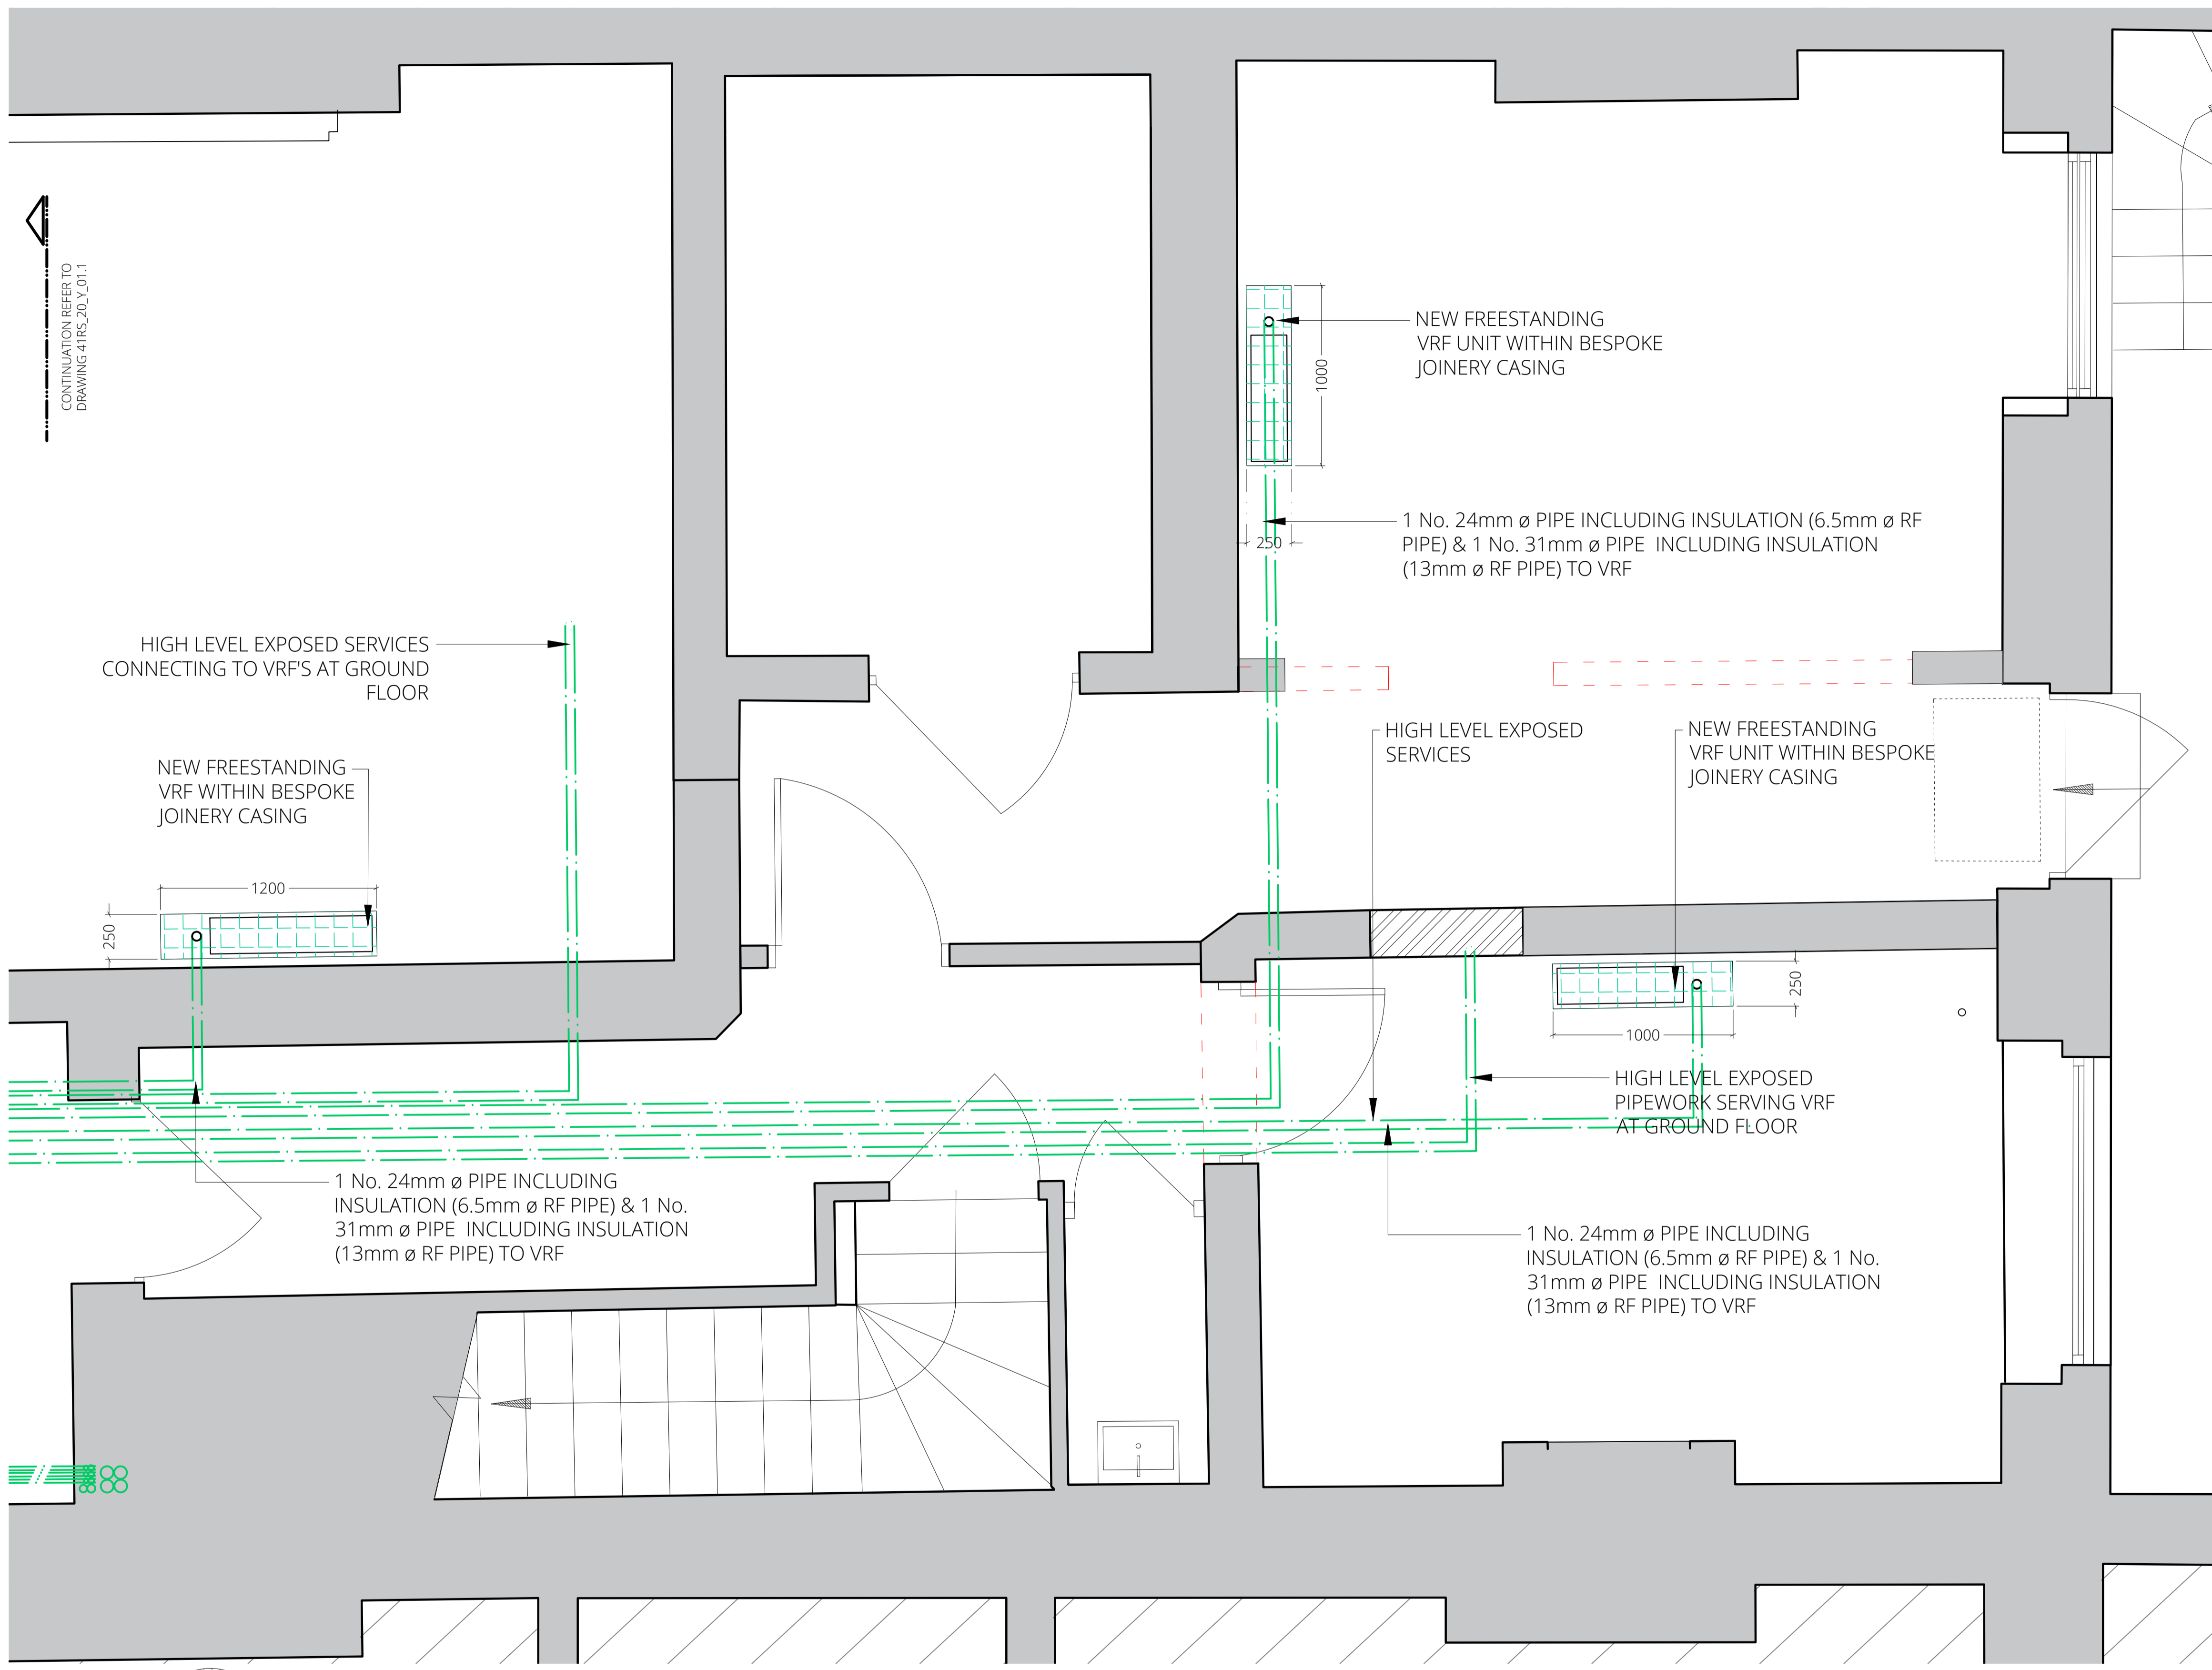 CONTINUATION REFER TO
DRAWING 41RS_20_Y_01.1
NEW FREESTANDING
VRF UNIT WITHIN BESPOKE
JOINERY CASING
1000
1 No. 24mm ø PIPE INCLUDING INSULATION (6.5mm ø RF
PIPE) & 1 No. 31mm ø PIPE INCLUDING INSULATION
(13mm ø RF PIPE) TO VRF
250
HIGH LEVEL EXPOSED SERVICES
CONNECTING TO VRF'S AT GROUND
FLOOR
HIGH LEVEL EXPOSED
SERVICES
NEW FREESTANDING
VRF UNIT WITHIN BESPOKE
JOINERY CASING
NEW FREESTANDING
VRF WITHIN BESPOKE
JOINERY CASING
1200
250
250
1000
HIGH LEVEL EXPOSED
PIPEWORK SERVING VRF
AT GROUND FLOOR
1 No. 24mm ø PIPE INCLUDING
INSULATION (6.5mm ø RF PIPE) & 1 No.
31mm ø PIPE INCLUDING INSULATION
(13mm ø RF PIPE) TO VRF
1 No. 24mm ø PIPE INCLUDING
INSULATION (6.5mm ø RF PIPE) & 1 No.
31mm ø PIPE INCLUDING INSULATION
(13mm ø RF PIPE) TO VRF